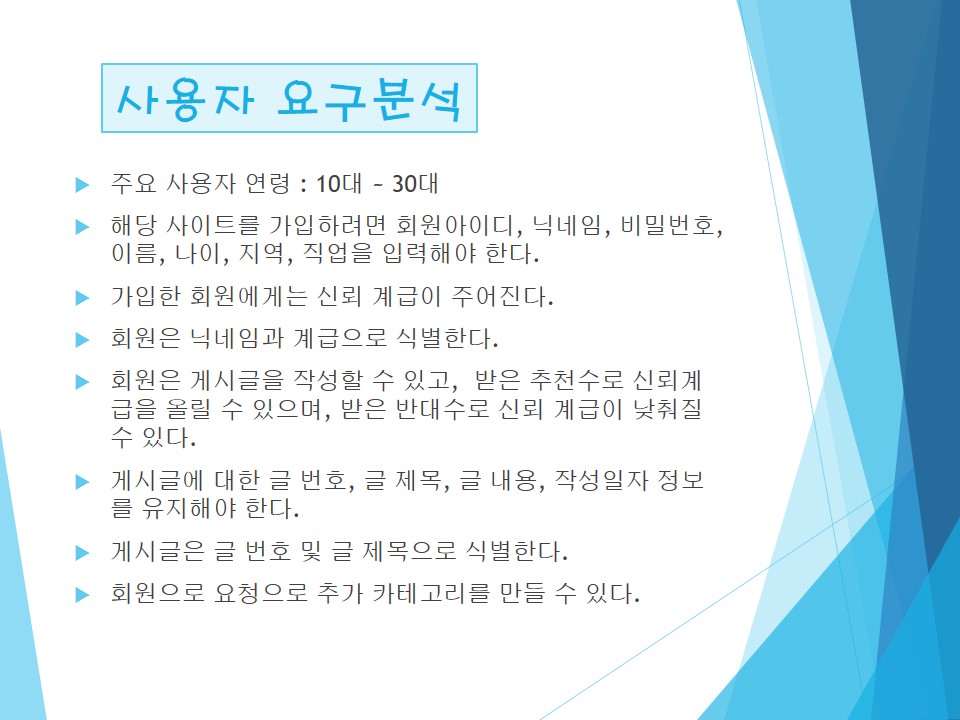 사용자 요구분석
주요 사용자 연령 : 10대 ~ 30대
해당 사이트를 가입하려면 회원아이디, 닉네임, 비밀번호,
이름, 나이, 지역, 직업을 입력해야 한다.
가입한 회원에게는 신뢰 계급이 주어진다.
회원은 닉네임과 계급으로 식별한다.
회원은 게시글을 작성할 수 있고,  받은 추천수로 신뢰계
급을 올릴 수 있으며, 받은 반대수로 신뢰 계급이 낮춰질
수 있다.
게시글에 대한 글 번호, 글 제목, 글 내용, 작성일자 정보
를 유지해야 한다.
게시글은 글 번호 및 글 제목으로 식별한다.
회원으로 요청으로 추가 카테고리를 만들 수 있다.